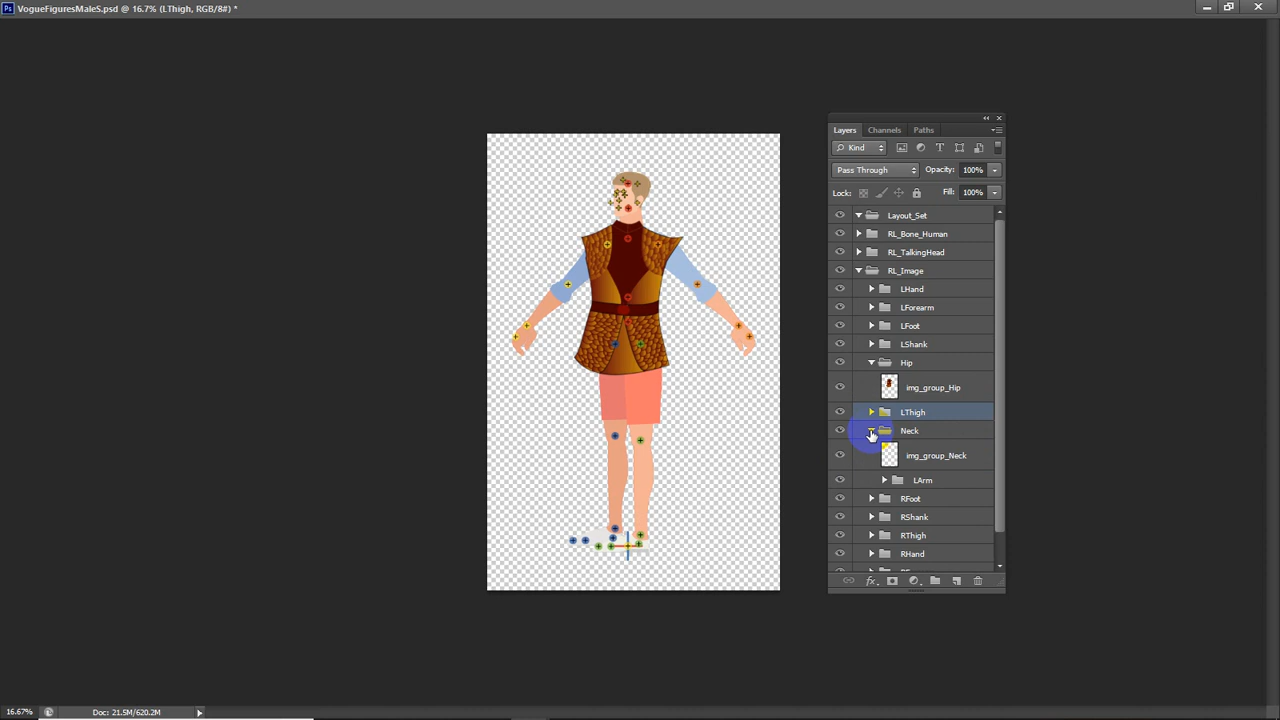 VogueFiguresMaleS.psd @ 16.7% (LThigh, RGB/8#) *
Layers Channels Paths
Kind
Pass Through Opacity: 100%
Lock: Fill: 100%
Layout_Set
RL_Bone_Human
RL_TalkingHead
RL_Image
LHand
LForearm
LFoot
LShank
Hip
img_group_Hip
LThigh
Neck
img_group_Neck
LArm
RFoot
RShank
RThigh
RHand
16.67% Doc: 21.5M/620.2M